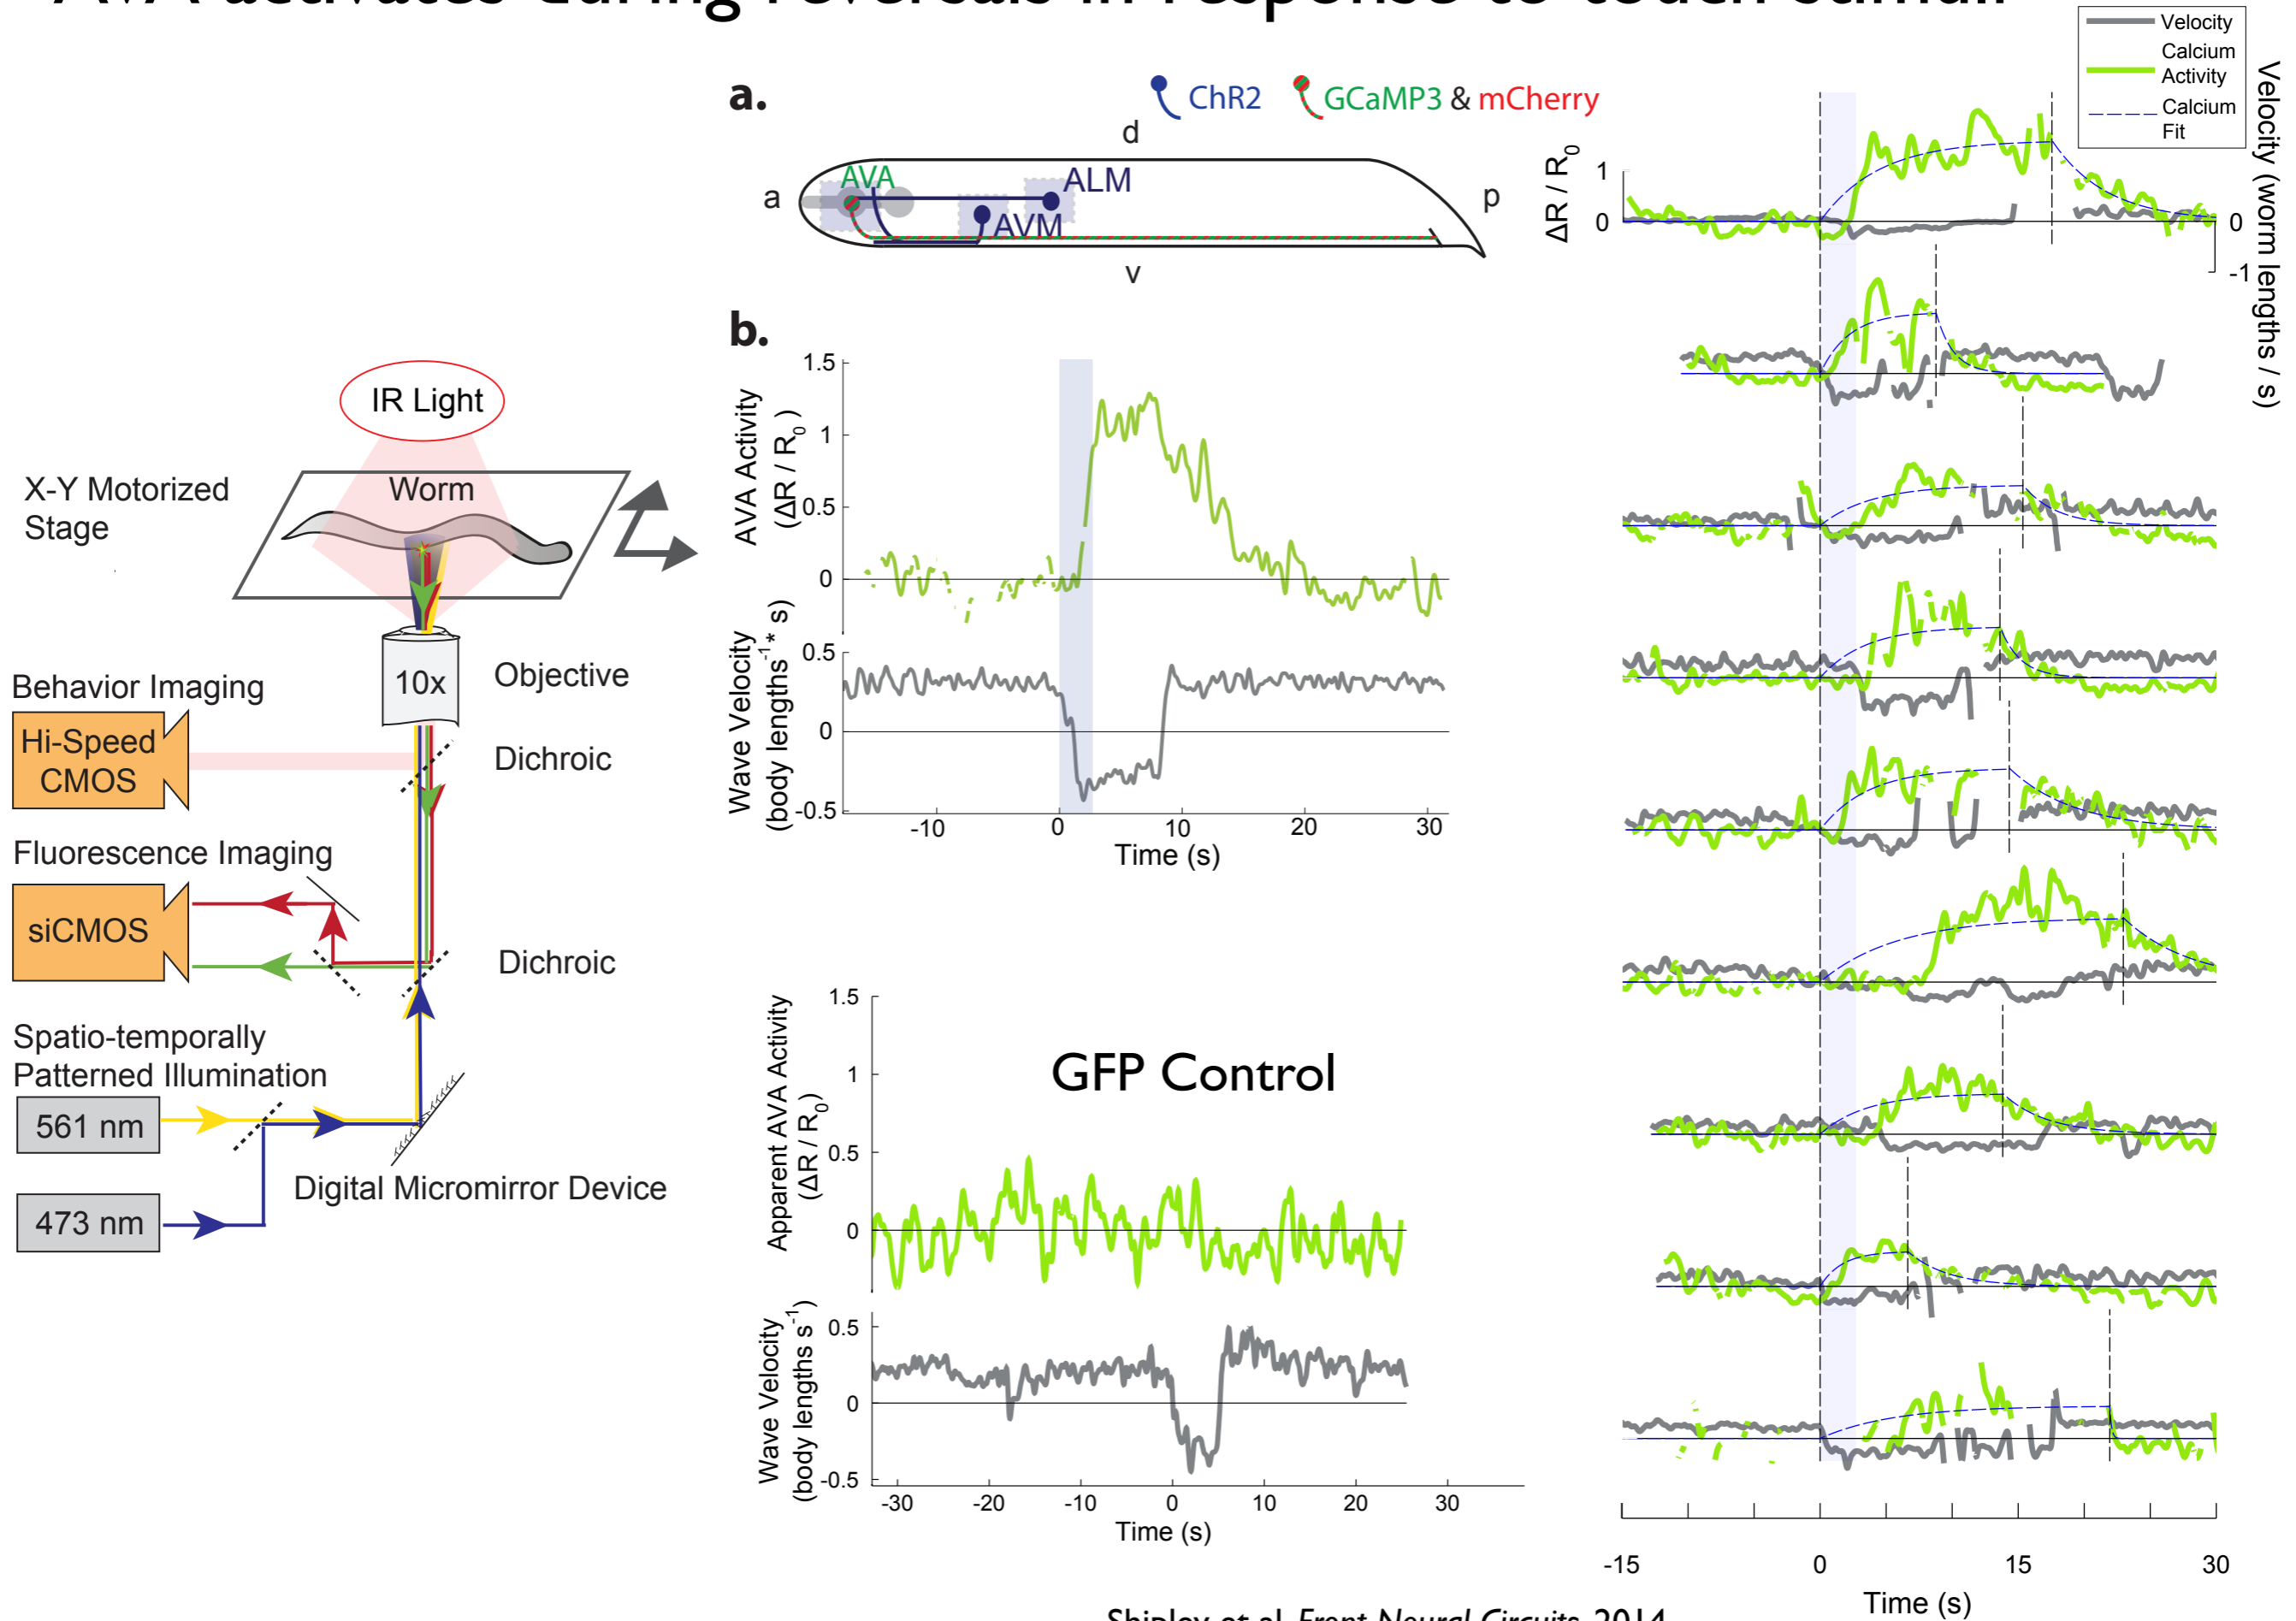 AVA activates during reversals in response to touch stimuli
IR Light
X-Y Motorized
Stage
Worm
10x
Objective
Behavior Imaging
Hi-Speed
CMOS
Dichroic
Fluorescence Imaging
siCMOS
Dichroic
Spatio-temporally
Patterned Illumination
561 nm
473 nm
Digital Micromirror Device
a.
ChR2
GCaMP3 & mCherry
d
a
AVA
ALM
AVM
p
v
b.
AVA Activity
(ΔR / R0 )
1.5
1
0.5
0
Wave Velocity
(body lengths-1* s)
0.5
0
-0.5
-10
0
10
20
30
Time (s)
GFP Control
Apparent AVA Activity
(ΔR / R0)
1.5
1
0.5
0
Wave Velocity
(body lengths s-1)
0.5
0
-0.5
-30
-20
-10
0
10
20
30
Time (s)
Velocity
Calcium
Activity
Calcium
Fit
ΔR / R0
1
0
Velocity (worm lengths / s)
0
-1
-15
0
15
30
Time (s)
Shipley et al Front Neural Circuits 2014